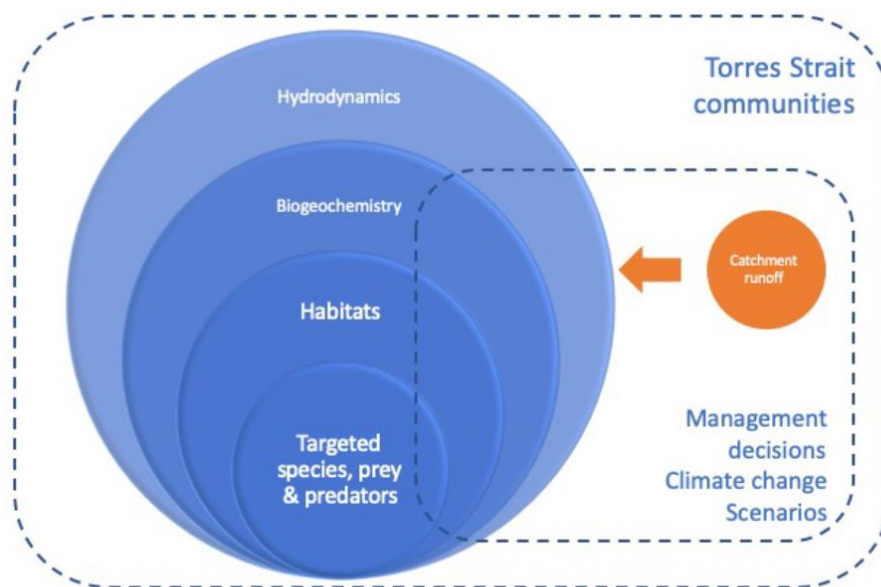 Torres Strait
communities
Hydrodynamics
Biogeochemistry
Catchment
runoff
Habitats
Targeted
species, prey
& predators
Management
decisions
Climate change
Scenarios